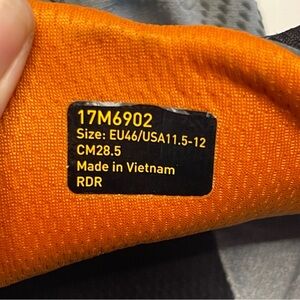 17M6902
Size: EU46/USA11.5-12
CM28.5
Made in Vietnam
RDR